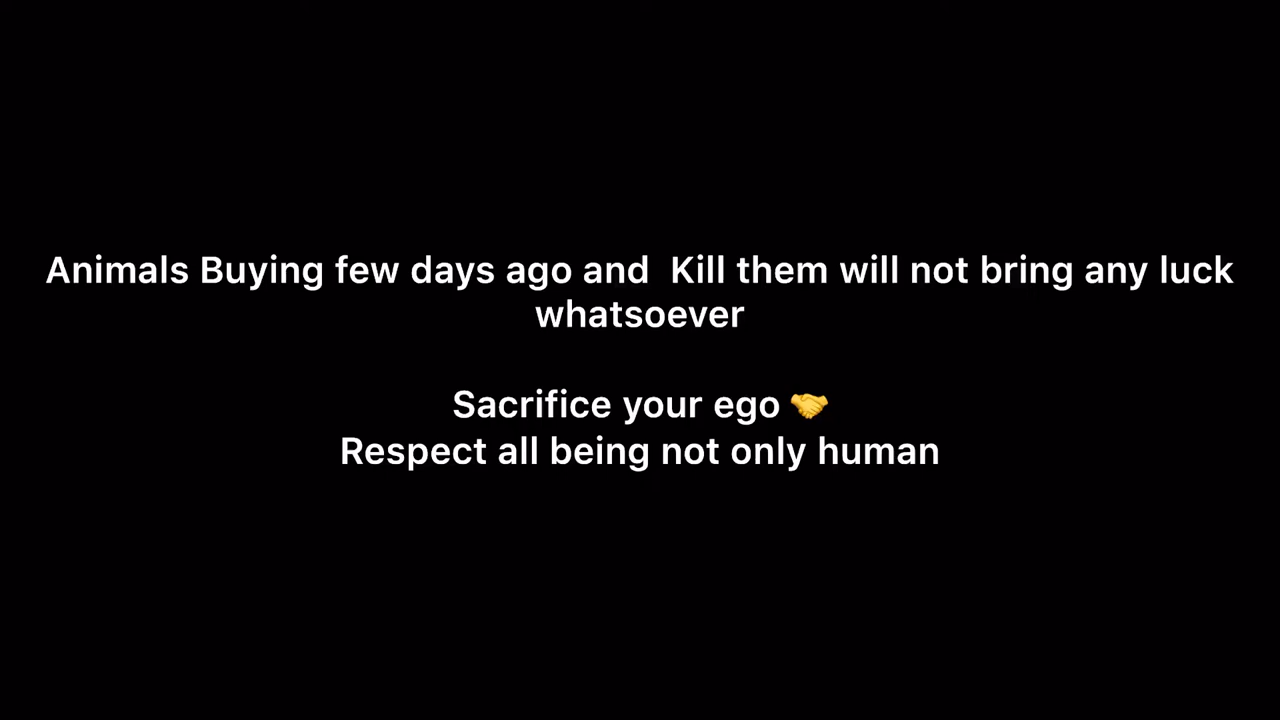 Animals Buying few days ago and  Kill them will not bring any luck
whatsoever
Sacrifice your ego 🤝
Respect all being not only human